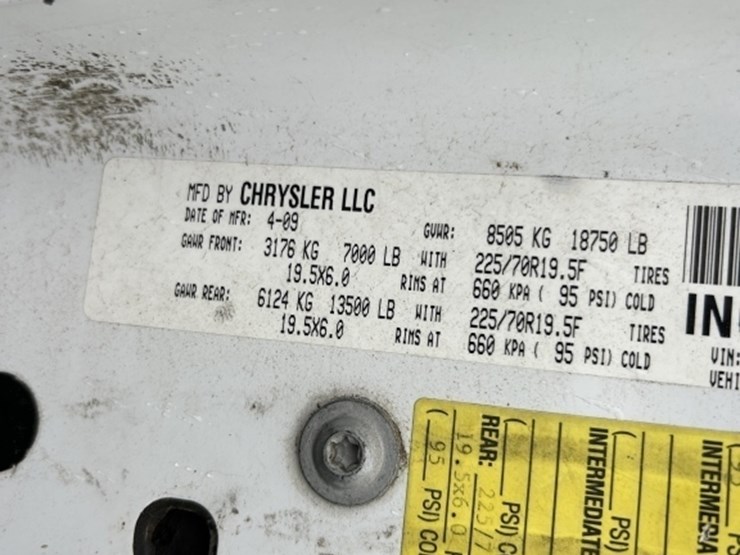 MFD BY CHRYSLER LLC
DATE OF MFR: 4-09 GVWR: 8505 KG 18750 LB
GAWR FRONT: 3176 KG 7000 LB WITH 225/70R19.5F TIRES
19.5X6.0 RIMS AT 660 KPA ( 95 PSI) COLD
GAWR REAR: 6124 KG 13500 LB WITH 225/70R19.5F TIRES
19.5X6.0 RIMS AT 660 KPA ( 95 PSI) COLD
VIN:
REAR: 225/7
19.5x6.0
( 95 PSI) CO
( PSI) C
INTERMEDIATE
( PSI)